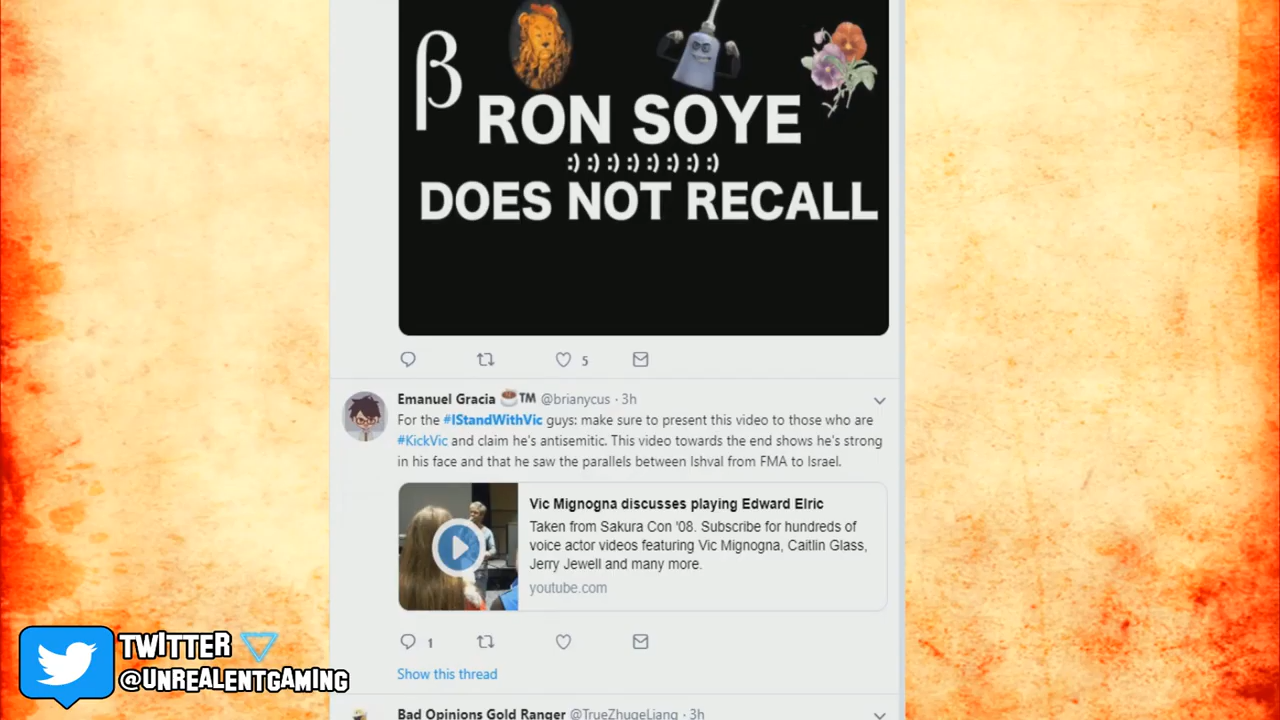 β
RON SOYE
:) :) :) :) :) :) :) :)
DOES NOT RECALL
5
Emanuel Gracia ☕™ @brianycus · 3h
For the #IStandWithVic guys: make sure to present this video to those who are
#KickVic and claim he's antisemitic. This video towards the end shows he's strong
in his face and that he saw the parallels between Ishval from FMA to Israel.
Vic Mignogna discusses playing Edward Elric
Taken from Sakura Con '08. Subscribe for hundreds of
voice actor videos featuring Vic Mignogna, Caitlin Glass,
Jerry Jewell and many more.
youtube.com
1
Show this thread
Bad Opinions Gold Ranger @TrueZhugeLiang · 3h
TWITTER
@UNREALENTGAMING